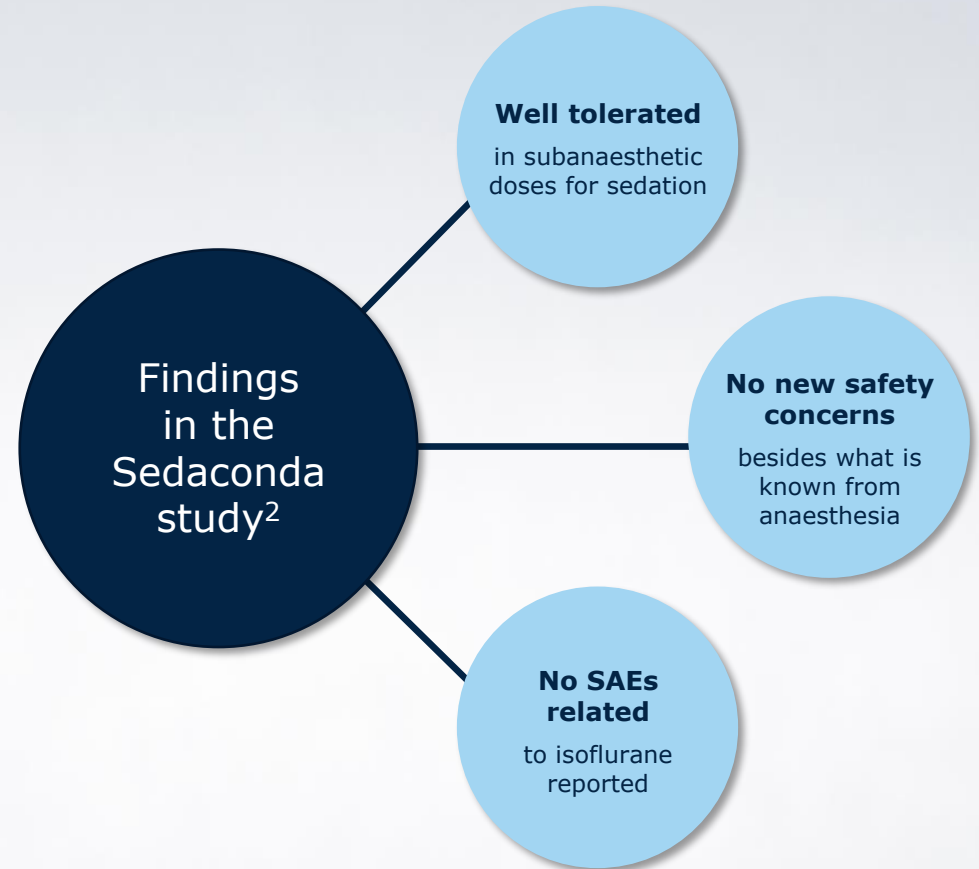 Findings
in the
Sedaconda
study²
Well tolerated
in subanaesthetic
doses for sedation
No new safety
concerns
besides what is
known from
anaesthesia
No SAEs
related
to isoflurane
reported